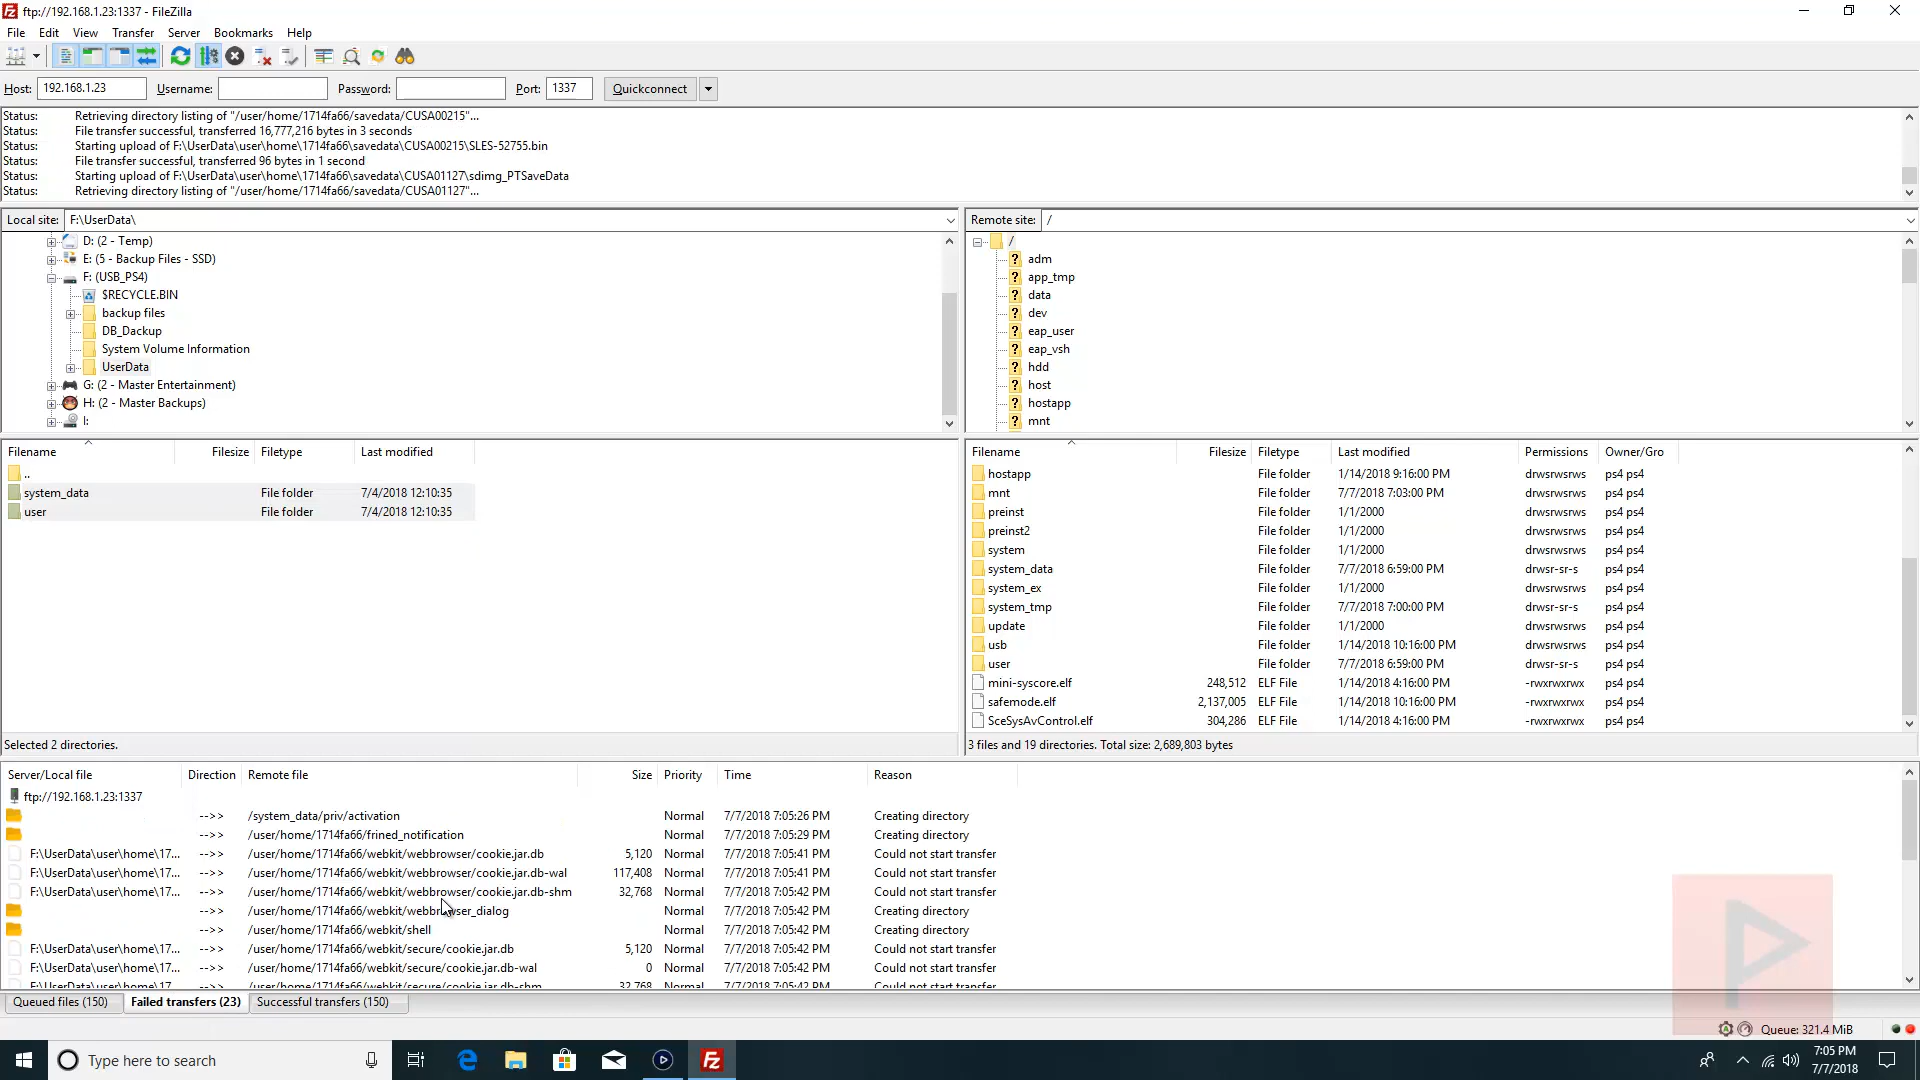 ftp://192.168.1.23:1337 - FileZilla
File Edit View Transfer Server Bookmarks Help
Host: 192.168.1.23 Username: Password: Port: 1337 Quickconnect
Status: Retrieving directory listing of "/user/home/1714fa66/savedata/CUSA00215"...
Status: File transfer successful, transferred 16,777,216 bytes in 3 seconds
Status: Starting upload of F:\UserData\user\home\1714fa66\savedata\CUSA00215\SLES-52755.bin
Status: File transfer successful, transferred 96 bytes in 1 second
Status: Starting upload of F:\UserData\user\home\1714fa66\savedata\CUSA01127\sdimg_PTSaveData
Status: Retrieving directory listing of "/user/home/1714fa66/savedata/CUSA01127"...
Local site: F:\UserData\
D: (2 - Temp)
E: (5 - Backup Files - SSD)
F: (USB_PS4)
$RECYCLE.BIN
backup files
DB_Dackup
System Volume Information
UserData
G: (2 - Master Entertainment)
H: (2 - Master Backups)
I:
Filename Filesize Filetype Last modified
..
system_data File folder 7/4/2018 12:10:35
user File folder 7/4/2018 12:10:35
Selected 2 directories.
Remote site: /
/
adm
app_tmp
data
dev
eap_user
eap_vsh
hdd
host
hostapp
mnt
Filename Filesize Filetype Last modified Permissions Owner/Gro
hostapp File folder 1/14/2018 9:16:00 PM drwsrwsrws ps4 ps4
mnt File folder 7/7/2018 7:03:00 PM drwsrwsrws ps4 ps4
preinst File folder 1/1/2000 drwsrwsrws ps4 ps4
preinst2 File folder 1/1/2000 drwsrwsrws ps4 ps4
system File folder 1/1/2000 drwsrwsrws ps4 ps4
system_data File folder 7/7/2018 6:59:00 PM drwsr-sr-s ps4 ps4
system_ex File folder 1/1/2000 drwsrwsrws ps4 ps4
system_tmp File folder 7/7/2018 7:00:00 PM drwsr-sr-s ps4 ps4
update File folder 1/1/2000 drwsrwsrws ps4 ps4
usb File folder 1/14/2018 10:16:00 PM drwsrwsrws ps4 ps4
user File folder 7/7/2018 6:59:00 PM drwsr-sr-s ps4 ps4
mini-syscore.elf 248,512 ELF File 1/14/2018 4:16:00 PM -rwxrwxrwx ps4 ps4
safemode.elf 2,137,005 ELF File 1/14/2018 10:16:00 PM -rwxrwxrwx ps4 ps4
SceSysAvControl.elf 304,286 ELF File 1/14/2018 4:16:00 PM -rwxrwxrwx ps4 ps4
3 files and 19 directories. Total size: 2,689,803 bytes
Server/Local file Direction Remote file Size Priority Time Reason
ftp://192.168.1.23:1337
-->> /system_data/priv/activation Normal 7/7/2018 7:05:26 PM Creating directory
-->> /user/home/1714fa66/frined_notification Normal 7/7/2018 7:05:29 PM Creating directory
F:\UserData\user\home\17... -->> /user/home/1714fa66/webkit/webbrowser/cookie.jar.db 5,120 Normal 7/7/2018 7:05:41 PM Could not start transfer
F:\UserData\user\home\17... -->> /user/home/1714fa66/webkit/webbrowser/cookie.jar.db-wal 117,408 Normal 7/7/2018 7:05:41 PM Could not start transfer
F:\UserData\user\home\17... -->> /user/home/1714fa66/webkit/webbrowser/cookie.jar.db-shm 32,768 Normal 7/7/2018 7:05:42 PM Could not start transfer
-->> /user/home/1714fa66/webkit/webbrowser_dialog Normal 7/7/2018 7:05:42 PM Creating directory
-->> /user/home/1714fa66/webkit/shell Normal 7/7/2018 7:05:42 PM Creating directory
F:\UserData\user\home\17... -->> /user/home/1714fa66/webkit/secure/cookie.jar.db 5,120 Normal 7/7/2018 7:05:42 PM Could not start transfer
F:\UserData\user\home\17... -->> /user/home/1714fa66/webkit/secure/cookie.jar.db-wal 0 Normal 7/7/2018 7:05:42 PM Could not start transfer
F:\UserData\user\home\17... -->> /user/home/1714fa66/webkit/secure/cookie.jar.db-shm 32,768 Normal 7/7/2018 7:05:42 PM Could not start transfer
Queued files (150) Failed transfers (23) Successful transfers (150)
Queue: 321.4 MiB
Type here to search
7:05 PM
7/7/2018